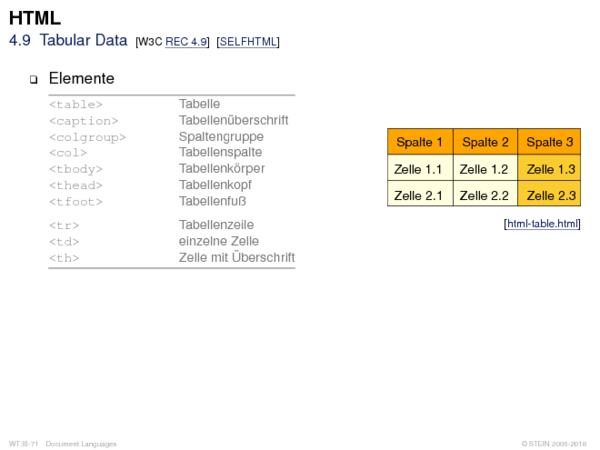 HTML
4.9 Tabular Data [W3C REC 4.9] [SELFHTML]
❑ Elemente
<table> Tabelle
<caption> Tabellenüberschrift
<colgroup> Spaltengruppe
<col> Tabellenspalte
<tbody> Tabellenkörper
<thead> Tabellenkopf
<tfoot> Tabellenfuß
<tr> Tabellenzeile
<td> einzelne Zelle
<th> Zelle mit Überschrift
Spalte 1 Spalte 2 Spalte 3
Zelle 1.1 Zelle 1.2 Zelle 1.3
Zelle 2.1 Zelle 2.2 Zelle 2.3
[html-table.html]
WT:III-71 Document Languages © STEIN 2005-2018